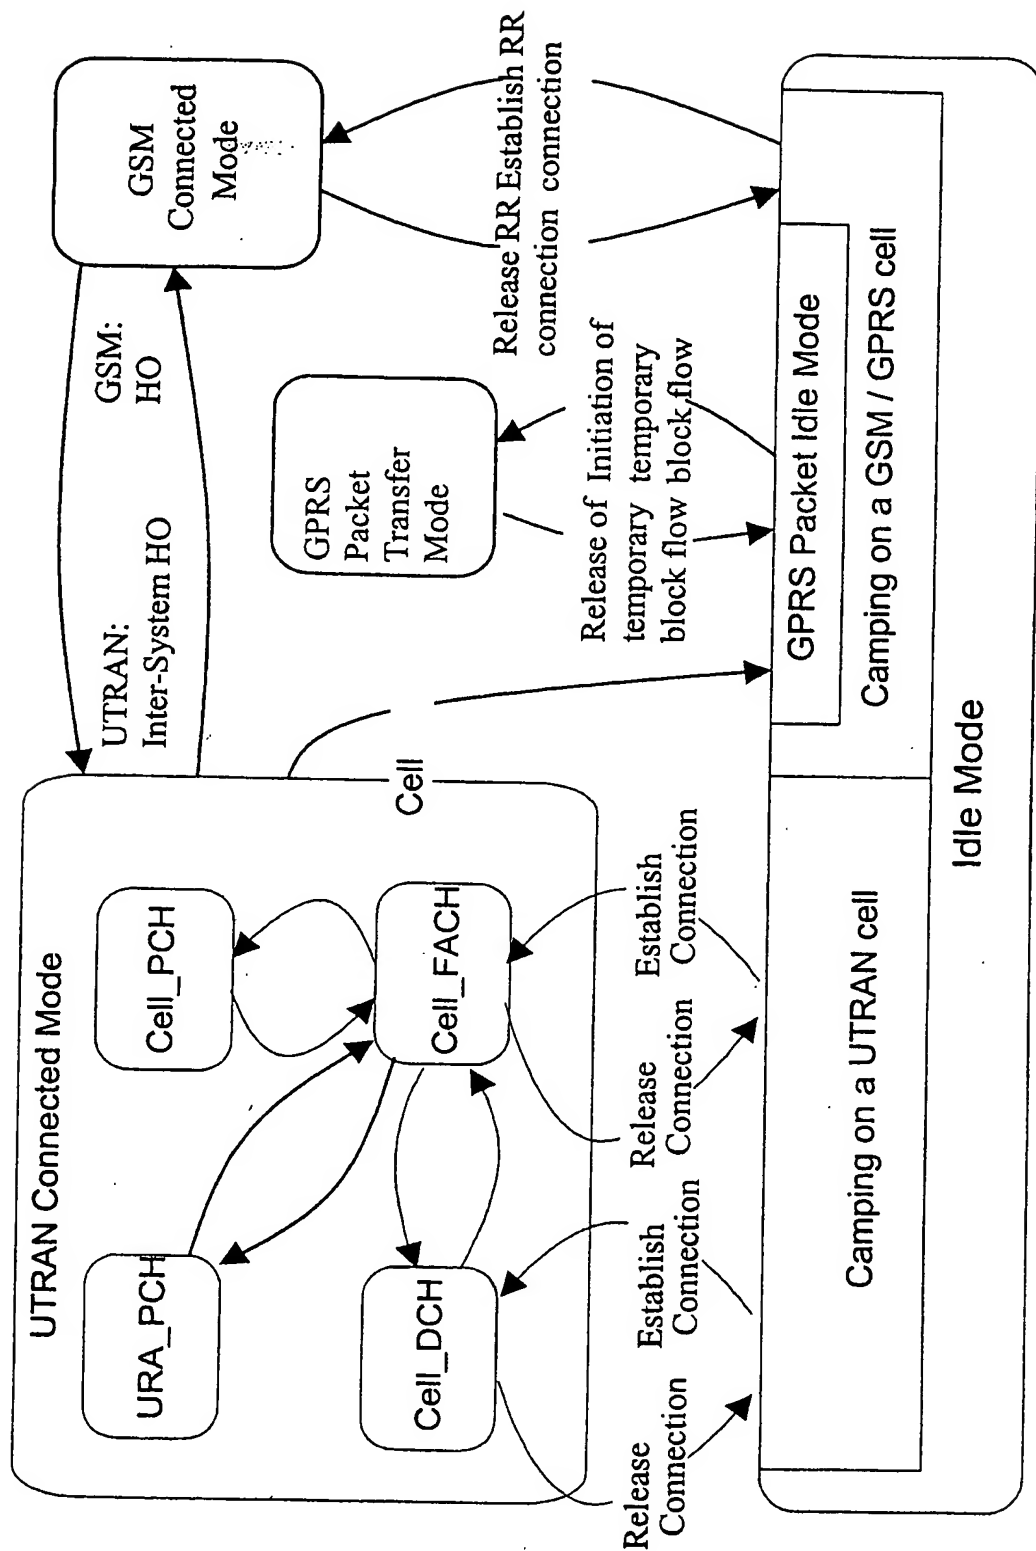 UTRAN Connected Mode
URA_PCH
Cell_PCH
Cell_DCH
Cell_FACH
Cell
UTRAN:
Inter-System HO
GSM:
HO
GSM
Connected
Mode
GPRS
Packet
Transfer
Mode
Release
Connection
Establish
Connection
Release
Connection
Establish
Connection
Release of Initiation of
temporary temporary
block flow block flow
Release RR Establish RR
connection connection
GPRS Packet Idle Mode
Camping on a UTRAN cell
Camping on a GSM / GPRS cell
Idle Mode